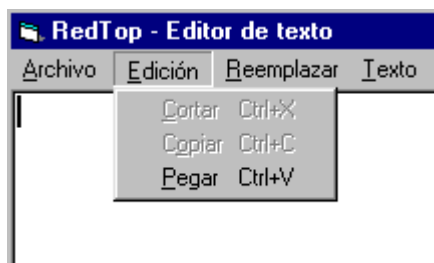 RedTop - Editor de texto
Archivo Edición Reemplazar Texto
Cortar Ctrl+X
Copiar Ctrl+C
Pegar Ctrl+V